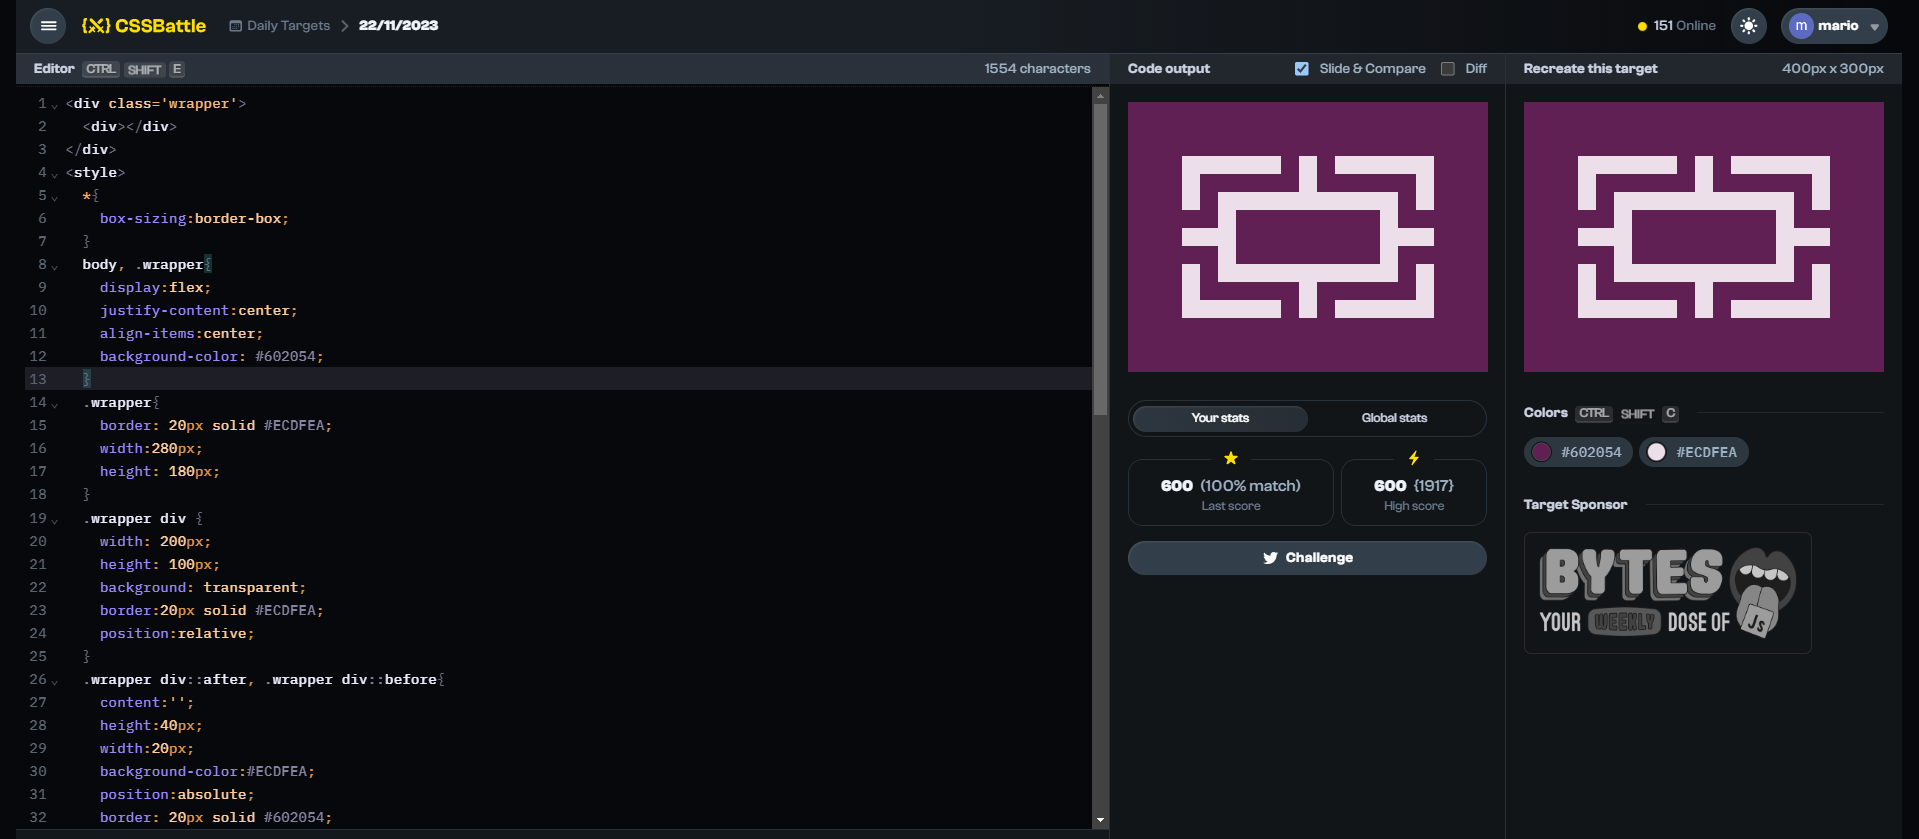 CSSBattle
Daily Targets
22/11/2023
151 Online
m
mario
Editor CTRL SHIFT E
1554 characters
1 <div class='wrapper'>
2 <div></div>
3 </div>
4 <style>
5 *{
6 box-sizing:border-box;
7 }
8 body, .wrapper{
9 display:flex;
10 justify-content:center;
11 align-items:center;
12 background-color: #602054;
13 }
14 .wrapper{
15 border: 20px solid #ECDFEA;
16 width:280px;
17 height: 180px;
18 }
19 .wrapper div {
20 width: 200px;
21 height: 100px;
22 background: transparent;
23 border:20px solid #ECDFEA;
24 position:relative;
25 }
26 .wrapper div::after, .wrapper div::before{
27 content:'';
28 height:40px;
29 width:20px;
30 background-color:#ECDFEA;
31 position:absolute;
32 border: 20px solid #602054;
Code output
Slide & Compare
Diff
Your stats
Global stats
600 (100% match)
Last score
600 {1917}
High score
Challenge
Recreate this target
400px x 300px
Colors CTRL SHIFT C
#602054
#ECDFEA
Target Sponsor
BYTES
YOUR WEEKLY DOSE OF
JS